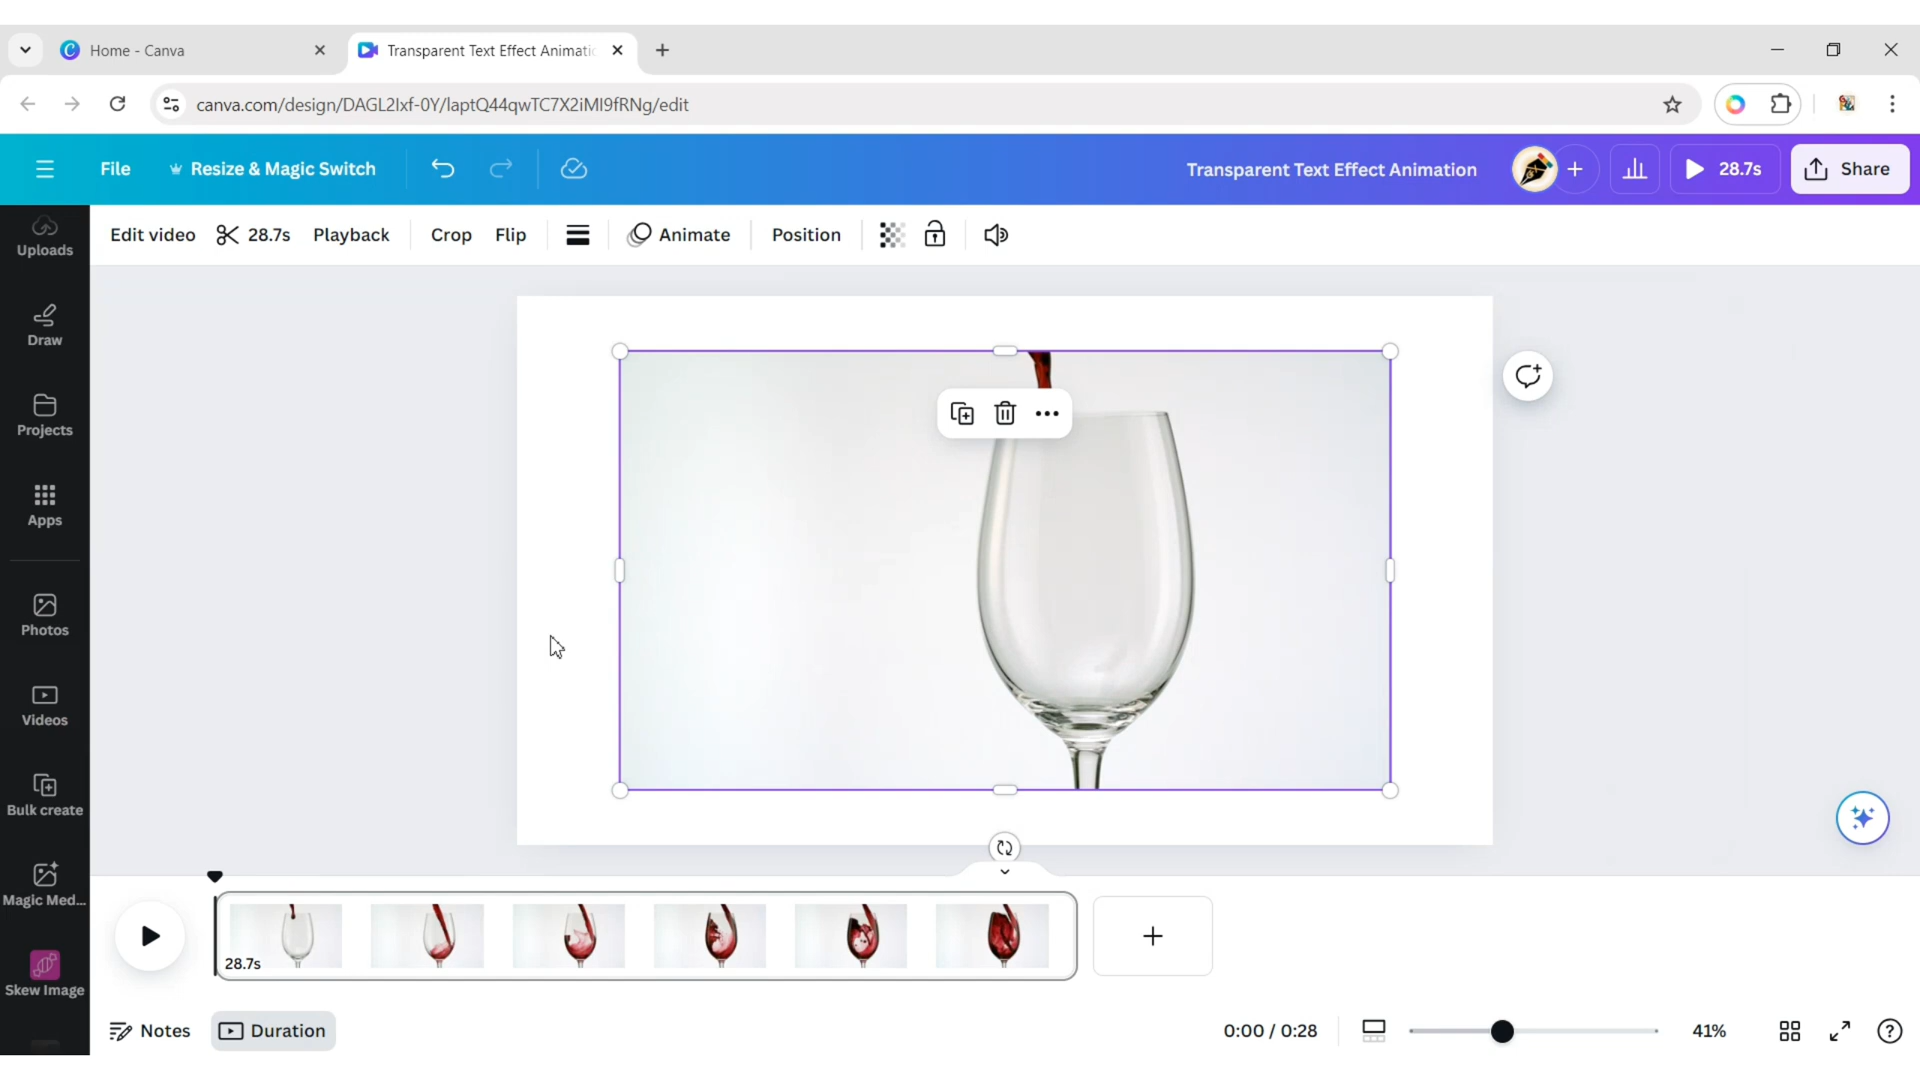 Home - Canva
Transparent Text Effect Animatic
canva.com/design/DAGL2Ixf-0Y/laptQ44qwTC7X2iMI9fRNg/edit
File
Resize & Magic Switch
Transparent Text Effect Animation
28.7s
Share
Uploads
Draw
Projects
Apps
Photos
Videos
Bulk create
Magic Med...
Skew Image
Edit video
28.7s
Playback
Crop
Flip
Animate
Position
28.7s
Notes
Duration
0:00 / 0:28
41%